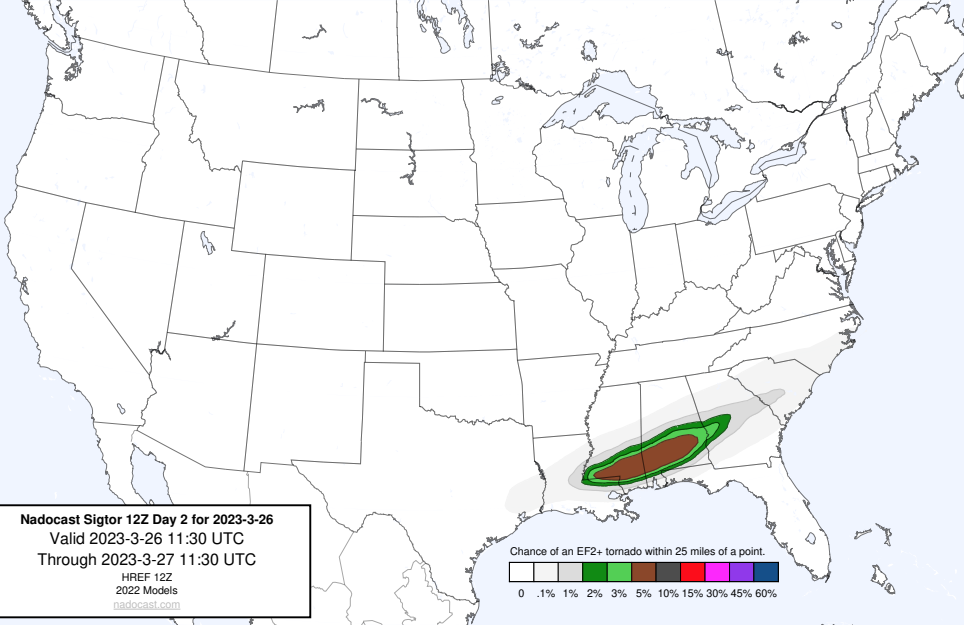 Nadocast Sigtor 12Z Day 2 for 2023-3-26
Valid 2023-3-26 11:30 UTC
Through 2023-3-27 11:30 UTC
HREF 12Z
2022 Models
nadocast.com
Chance of an EF2+ tornado within 25 miles of a point.
0 .1% 1% 2% 3% 5% 10% 15% 30% 45% 60%